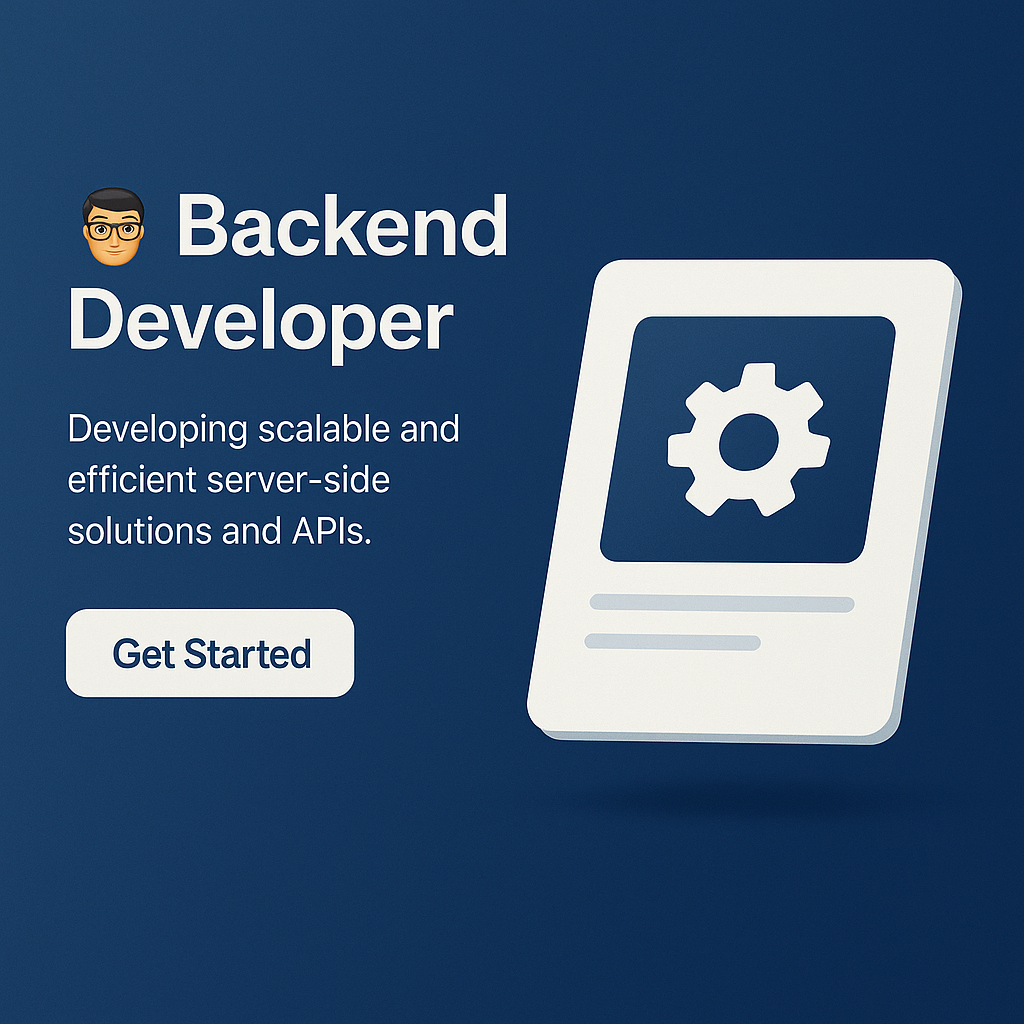 Backend
Developer
Developing scalable and
efficient server-side
solutions and APIs.
Get Started